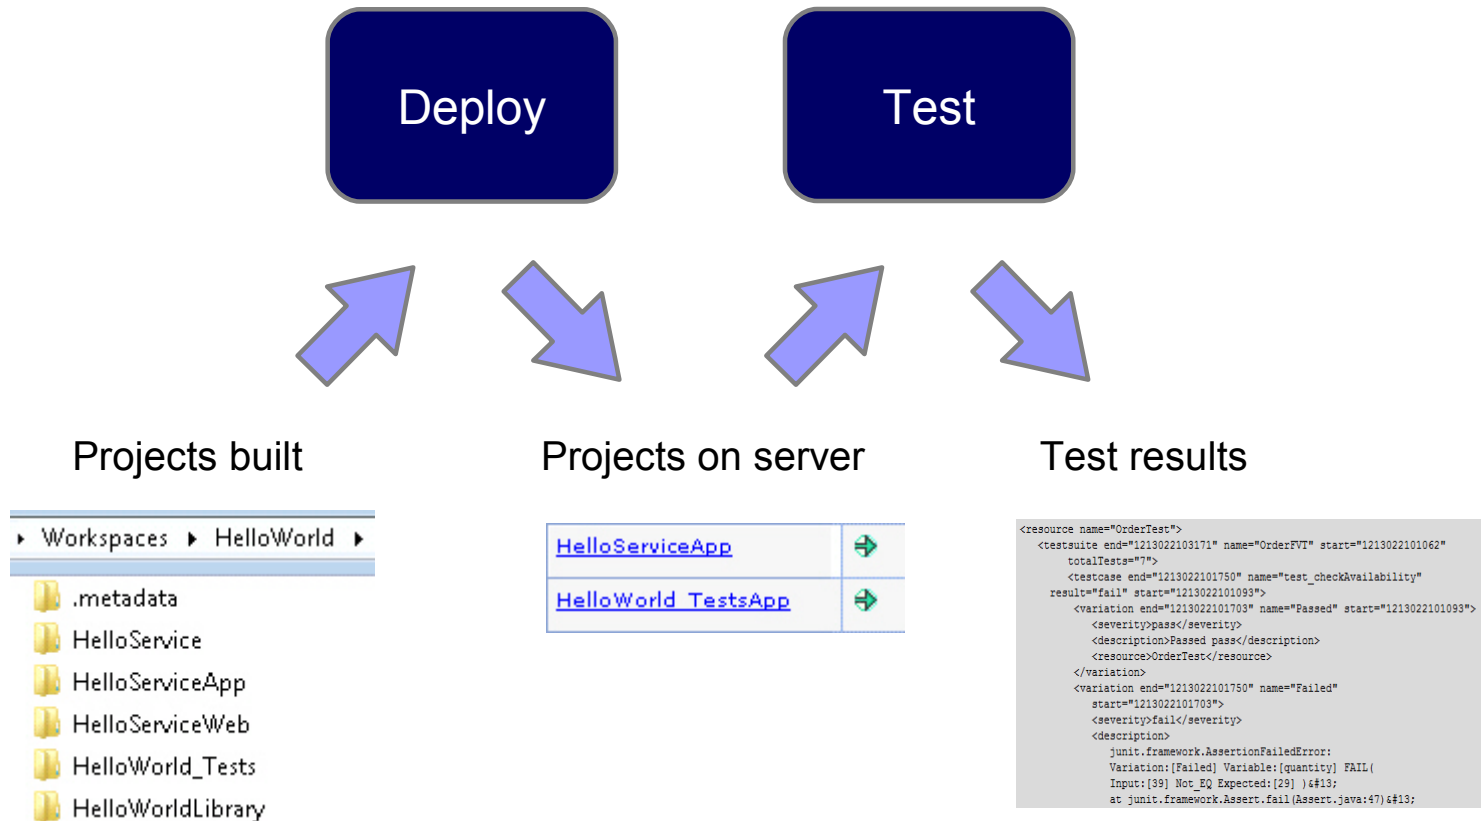 Deploy
Test
Projects built
Projects on server
Test results
Workspaces HelloWorld
.metadata
HelloService
HelloServiceApp
HelloServiceWeb
HelloWorld_Tests
HelloWorldLibrary
HelloServiceApp
HelloWorld_TestsApp
<resource name="OrderTest">
<testsuite end="1213022103171" name="OrderFVT" start="1213022101062"
totalTests="7">
<testcase end="1213022101750" name="test_checkAvailability"
result="fail" start="1213022101093">
<variation end="1213022101703" name="Passed" start="1213022101093">
<severity>pass</severity>
<description>Passed pass</description>
<resource>OrderTest</resource>
</variation>
<variation end="1213022101750" name="Failed"
start="1213022101703">
<severity>fail</severity>
<description>
junit.framework.AssertionFailedError:
Variation:[Failed] Variable:[quantity] FAIL(
Input:[39] Not_EQ Expected:[29] )&#13;
at junit.framework.Assert.fail(Assert.java:47)&#13;